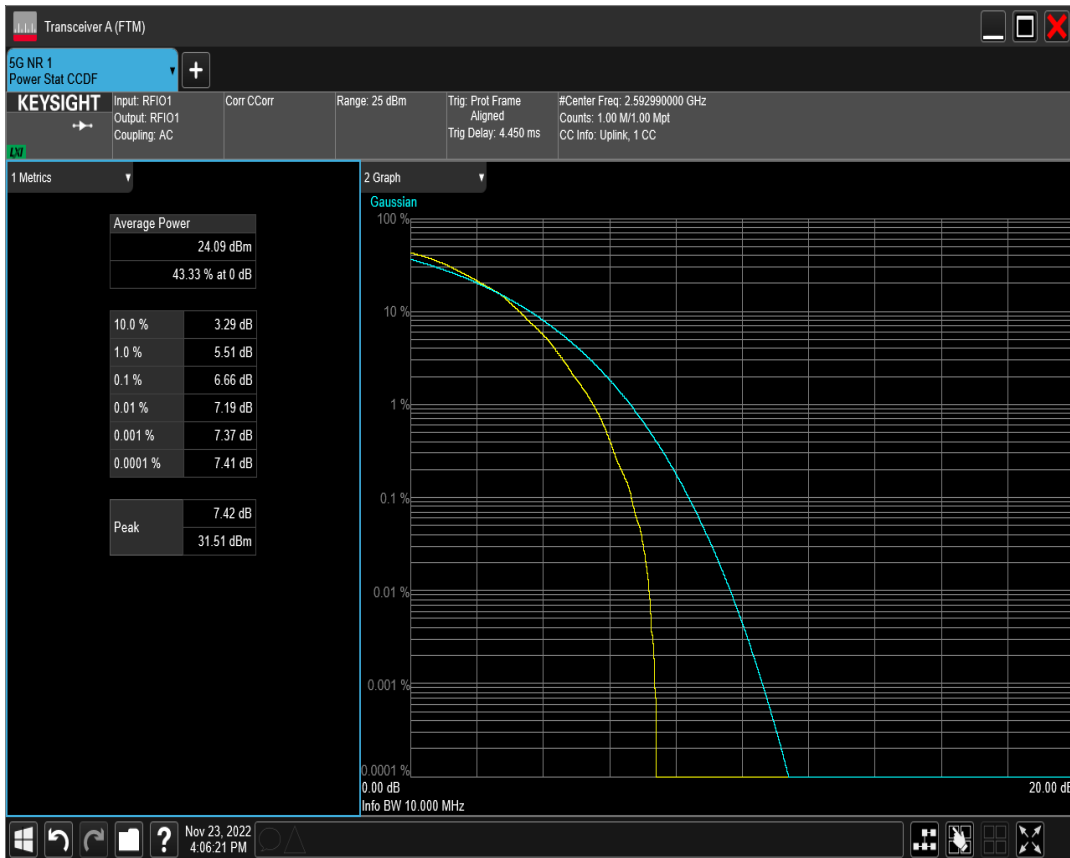 Transceiver A (FTM)
5G NR 1
Power Stat CCDF
+
KEYSIGHT
LXI
Input: RFIO1
Output: RFIO1
Coupling: AC
Corr CCorr
Range: 25 dBm
Trig: Prot Frame
Aligned
Trig Delay: 4.450 ms
#Center Freq: 2.592990000 GHz
Counts: 1.00 M/1.00 Mpt
CC Info: Uplink, 1 CC
1 Metrics
Average Power
24.09 dBm
43.33 % at 0 dB
10.0 % 3.29 dB
1.0 % 5.51 dB
0.1 % 6.66 dB
0.01 % 7.19 dB
0.001 % 7.37 dB
0.0001 % 7.41 dB
Peak
7.42 dB
31.51 dBm
2 Graph
Gaussian
100 %
10 %
1 %
0.1 %
0.01 %
0.001 %
0.0001 %
0.00 dB 20.00 dB
Info BW 10.000 MHz
?
Nov 23, 2022
4:06:21 PM